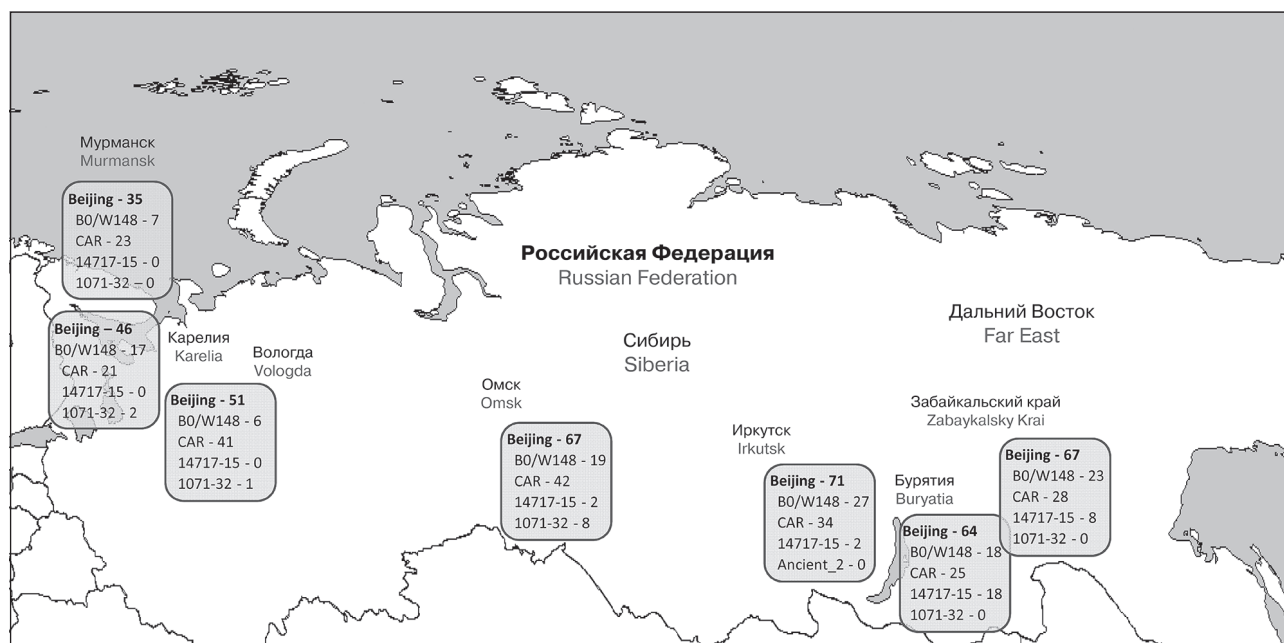 Мурманск
Murmansk
Beijing - 35
B0/W148 - 7
CAR - 23
14717-15 - 0
1071-32 – 0
Российская Федерация
Russian Federation
Дальний Восток
Far East
Beijing – 46
B0/W148 - 17
CAR - 21
14717-15 - 0
1071-32 - 2
Карелия
Karelia
Вологда
Vologda
Beijing - 51
B0/W148 - 6
CAR - 41
14717-15 - 0
1071-32 - 1
Сибирь
Siberia
Омск
Omsk
Beijing - 67
B0/W148 - 19
CAR - 42
14717-15 - 2
1071-32 - 8
Иркутск
Irkutsk
Beijing - 71
B0/W148 - 27
CAR - 34
14717-15 - 2
Ancient_2 - 0
Бурятия
Buryatia
Beijing - 64
B0/W148 - 18
CAR - 25
14717-15 - 18
1071-32 - 0
Забайкальский край
Zabaykalsky Krai
Beijing - 67
B0/W148 - 23
CAR - 28
14717-15 - 8
1071-32 - 0